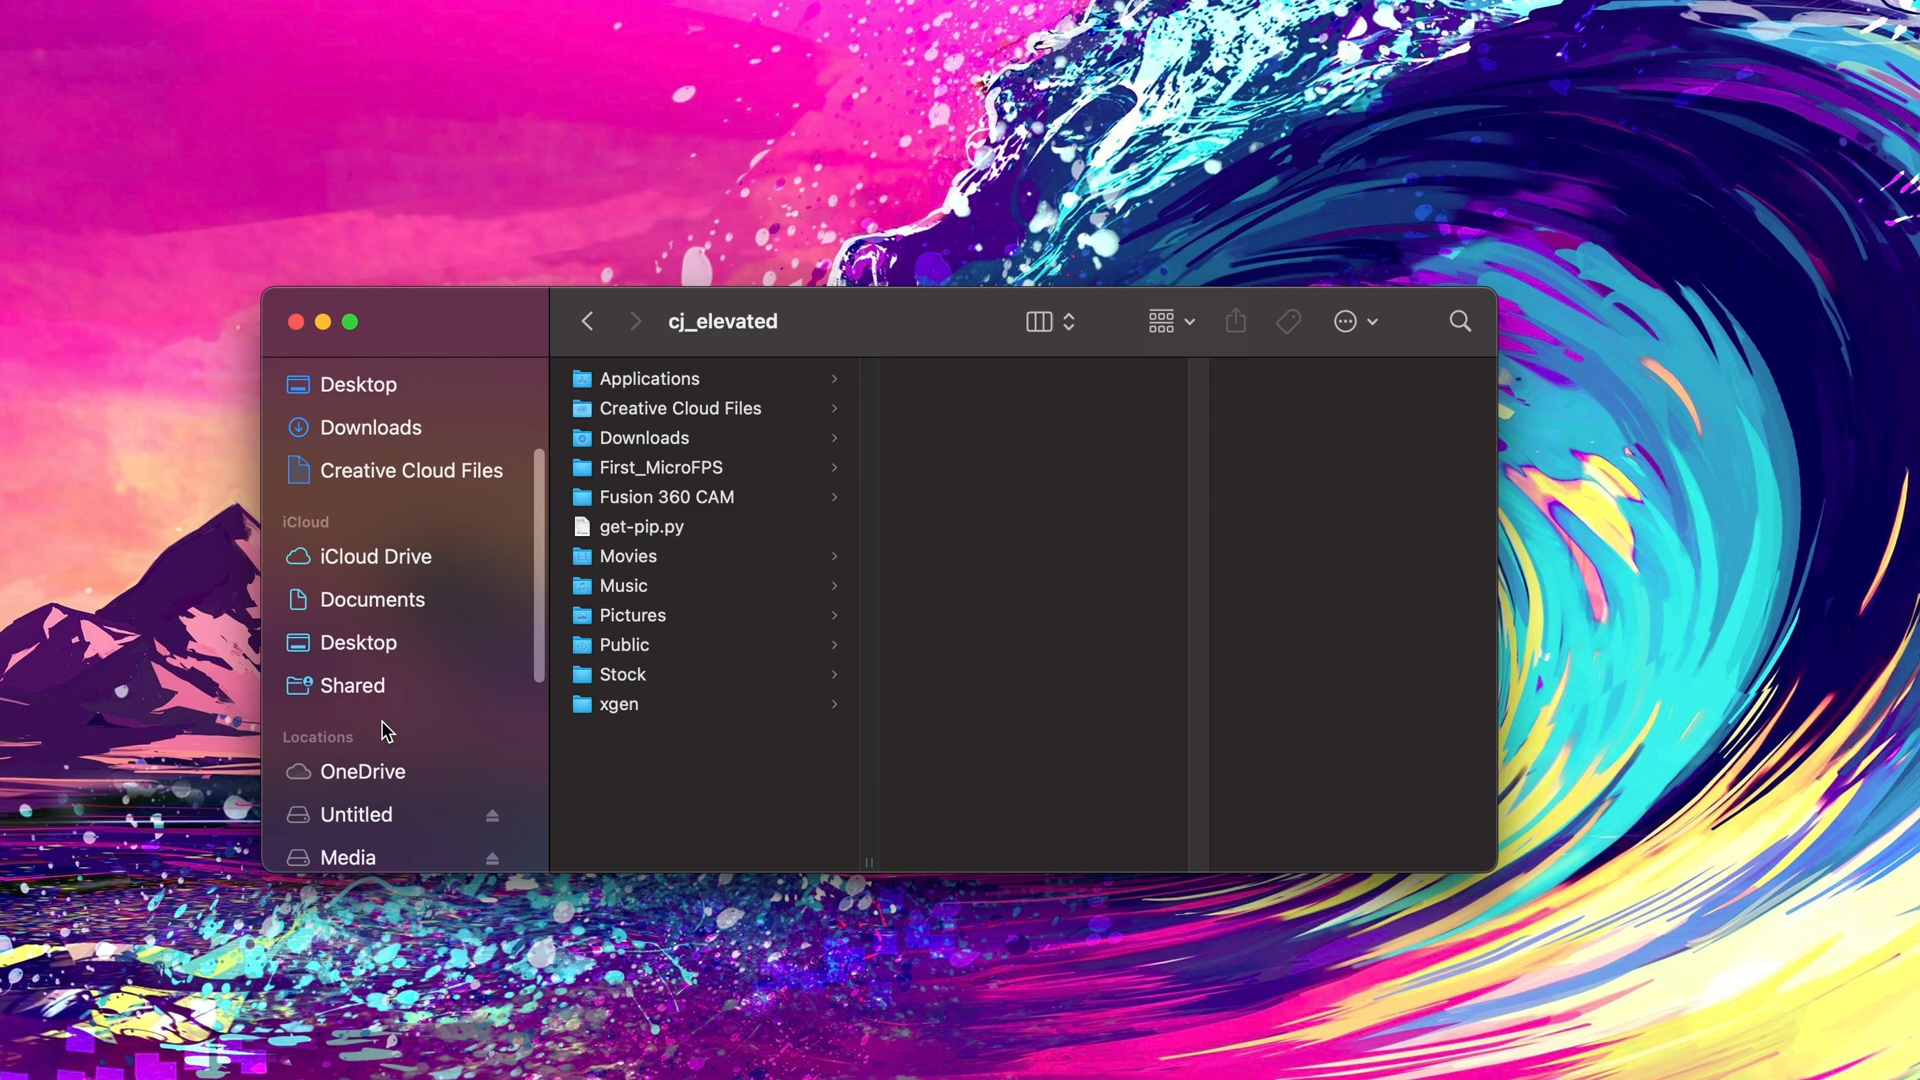 cj_elevated
Desktop
Downloads
Creative Cloud Files
iCloud
iCloud Drive
Documents
Desktop
Shared
Locations
OneDrive
Untitled
Media
Applications
Creative Cloud Files
Downloads
First_MicroFPS
Fusion 360 CAM
get-pip.py
Movies
Music
Pictures
Public
Stock
xgen